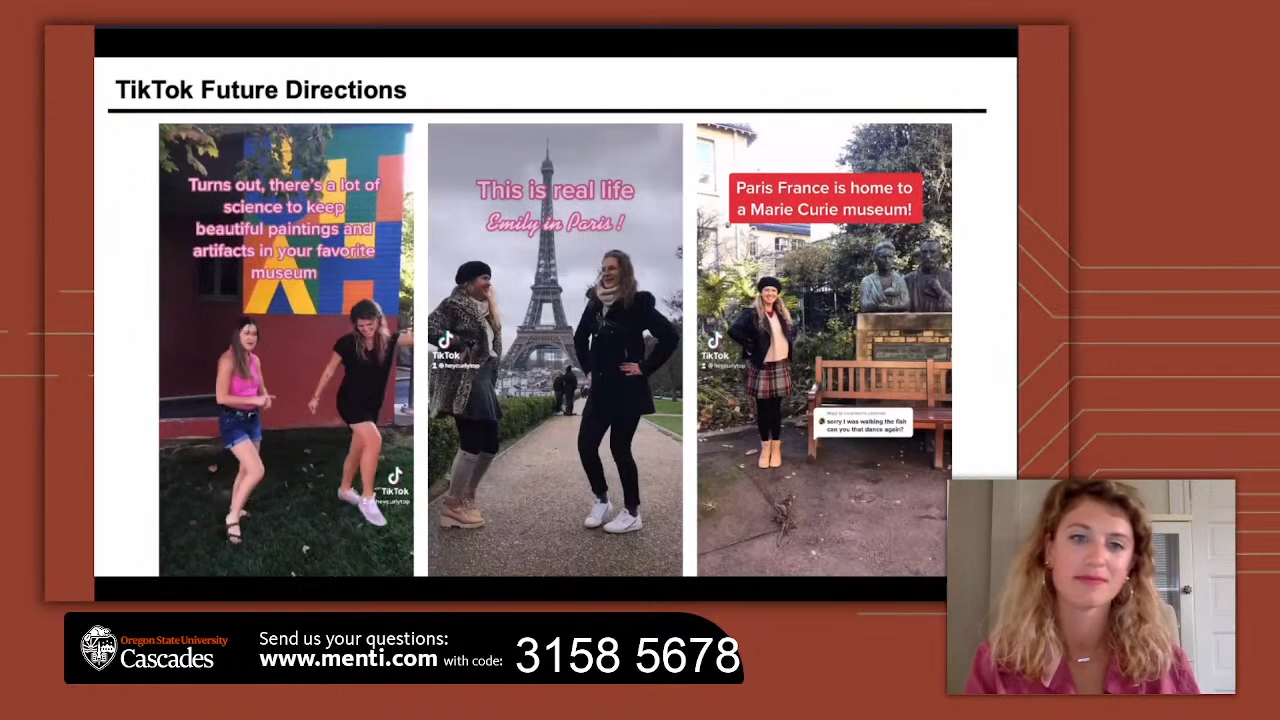 TikTok Future Directions
Turns out, there's a lot of
science to keep
beautiful paintings and
artifacts in your favorite
museum
TikTok
@heycurlytop
This is real life
Emily in Paris !
TikTok
@heycurlytop
Paris France is home to
a Marie Curie museum!
TikTok
@heycurlytop
sorry I was walking the fish
can you that dance again?
Oregon State University
Cascades
Send us your questions:
www.menti.com with code:
3158 5678